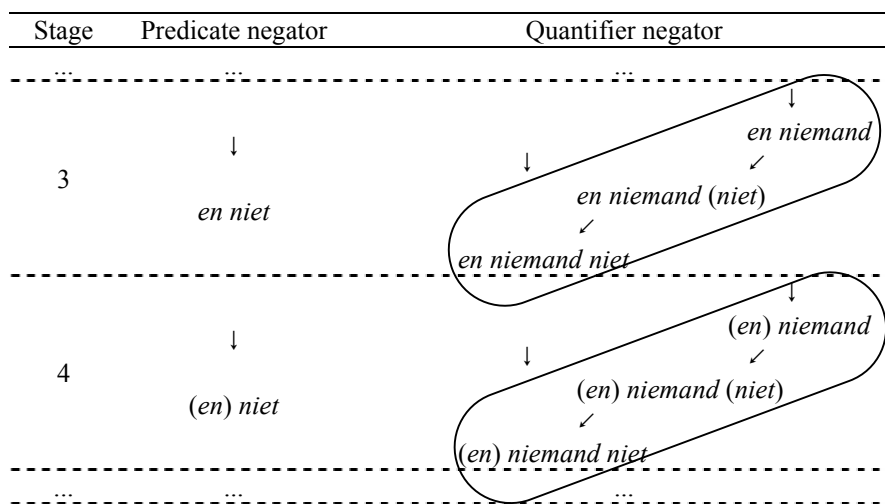 Stage Predicate negator Quantifier negator
... ... ...
↓ ↓ ↓
en niemand
3 ↙
en niet en niemand (niet)
↙
en niemand niet
↓ ↓ ↓
(en) niemand
4 ↙
(en) niet (en) niemand (niet)
↙
(en) niemand niet
... ... ...